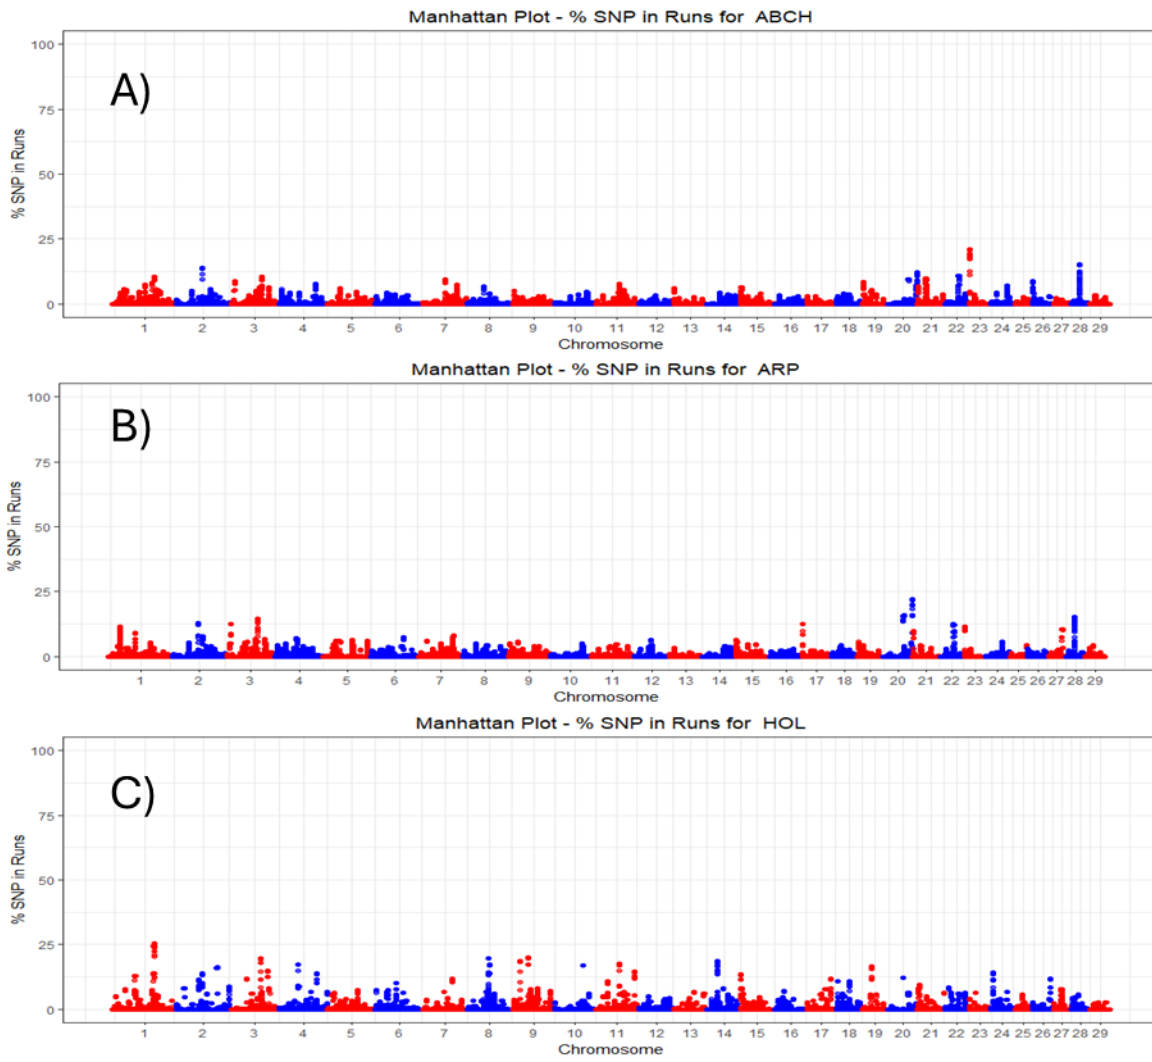 Manhattan Plot - % SNP in Runs for ABCH
A)
% SNP in Runs
100
75
50
25
0
1 2 3 4 5 6 7 8 9 10 11 12 13 14 15 16 17 18 19 20 21 22 23 24 25 26 27 28 29
Chromosome
Manhattan Plot - % SNP in Runs for ARP
B)
% SNP in Runs
100
75
50
25
0
1 2 3 4 5 6 7 8 9 10 11 12 13 14 15 16 17 18 19 20 21 22 23 24 25 26 27 28 29
Chromosome
Manhattan Plot - % SNP in Runs for HOL
C)
% SNP in Runs
100
75
50
25
0
1 2 3 4 5 6 7 8 9 10 11 12 13 14 15 16 17 18 19 20 21 22 23 24 25 26 27 28 29
Chromosome